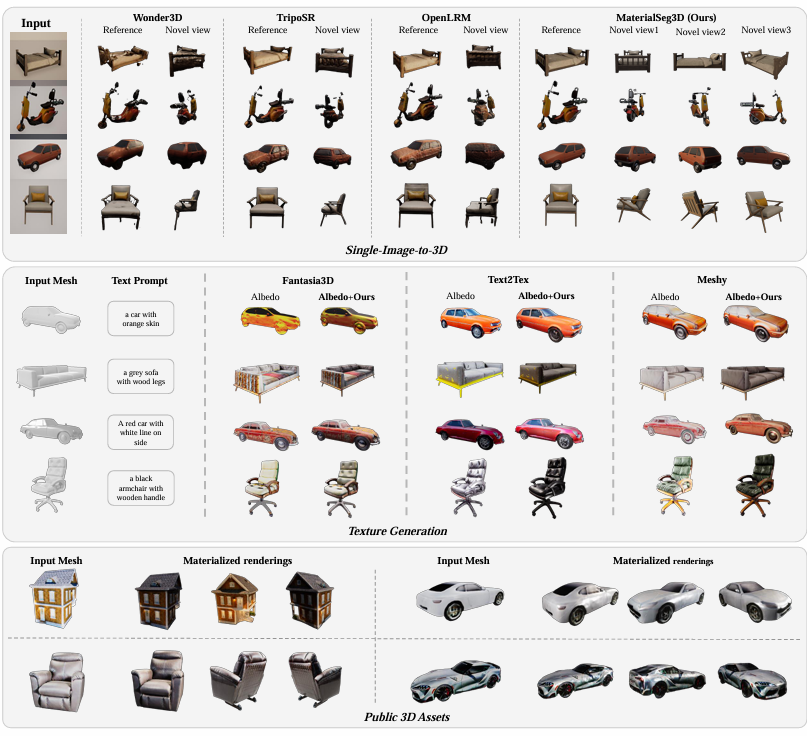 Input
Wonder3D
TripoSR
OpenLRM
MaterialSeg3D (Ours)
Reference
Novel view
Reference
Novel view
Reference
Novel view
Reference
Novel view1
Novel view2
Novel view3
Single-Image-to-3D
Input Mesh
Text Prompt
Fantasia3D
Text2Tex
Meshy
Albedo
Albedo+Ours
Albedo
Albedo+Ours
Albedo
Albedo+Ours
a car with
orange skin
a grey sofa
with wood legs
A red car with
white line on
side
a black
armchair with
wooden handle
Texture Generation
Input Mesh
Materialized renderings
Input Mesh
Materialized renderings
Public 3D Assets